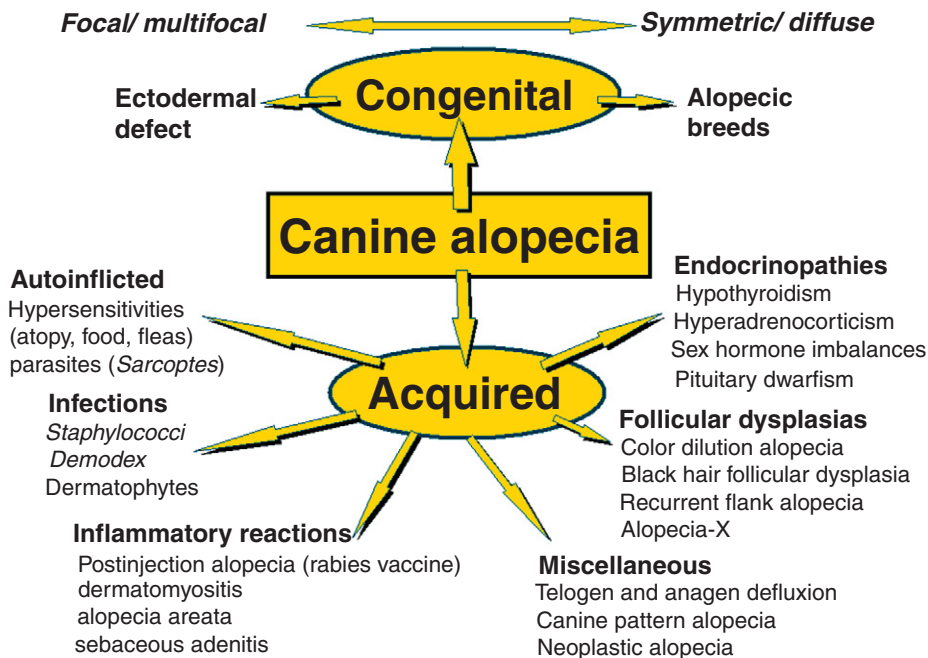 Focal/ multifocal
Symmetric/ diffuse
Congenital
Ectodermal
defect
Alopecic
breeds
Canine alopecia
Autoinflicted
Hypersensitivities
(atopy, food, fleas)
parasites (Sarcoptes)
Endocrinopathies
Hypothyroidism
Hyperadrenocorticism
Sex hormone imbalances
Pituitary dwarfism
Acquired
Infections
Staphylococci
Demodex
Dermatophytes
Follicular dysplasias
Color dilution alopecia
Black hair follicular dysplasia
Recurrent flank alopecia
Alopecia-X
Inflammatory reactions
Postinjection alopecia (rabies vaccine)
dermatomyositis
alopecia areata
sebaceous adenitis
Miscellaneous
Telogen and anagen defluxion
Canine pattern alopecia
Neoplastic alopecia